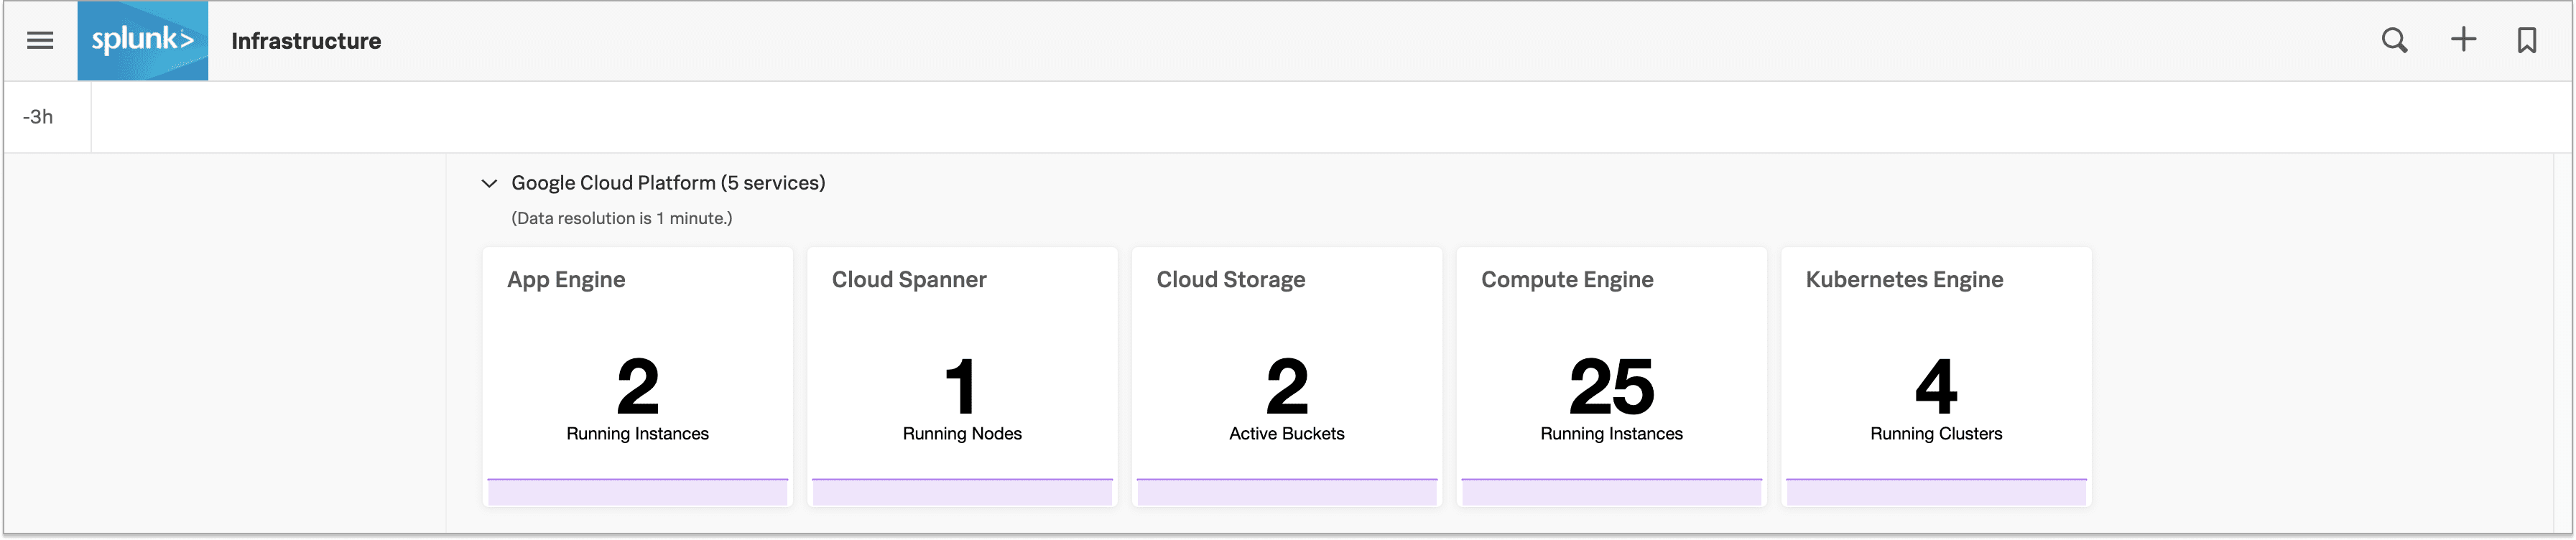 splunk> Infrastructure
-3h
Google Cloud Platform (5 services)
(Data resolution is 1 minute.)
App Engine
2
Running Instances
Cloud Spanner
1
Running Nodes
Cloud Storage
2
Active Buckets
Compute Engine
25
Running Instances
Kubernetes Engine
4
Running Clusters